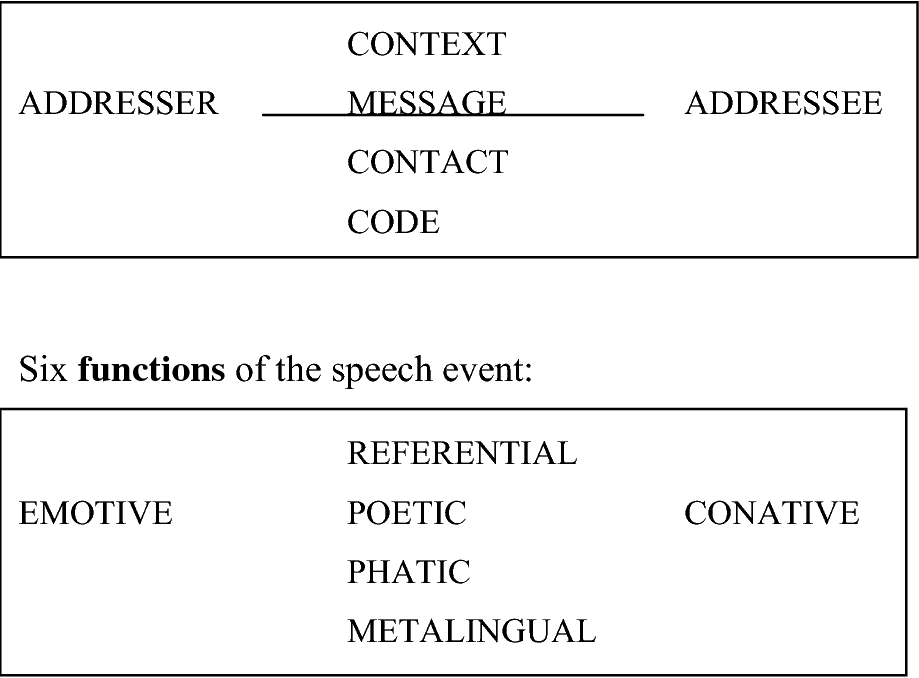 CONTEXT
ADDRESSER MESSAGE ADDRESSEE
CONTACT
CODE
Six functions of the speech event:
REFERENTIAL
EMOTIVE POETIC CONATIVE
PHATIC
METALINGUAL